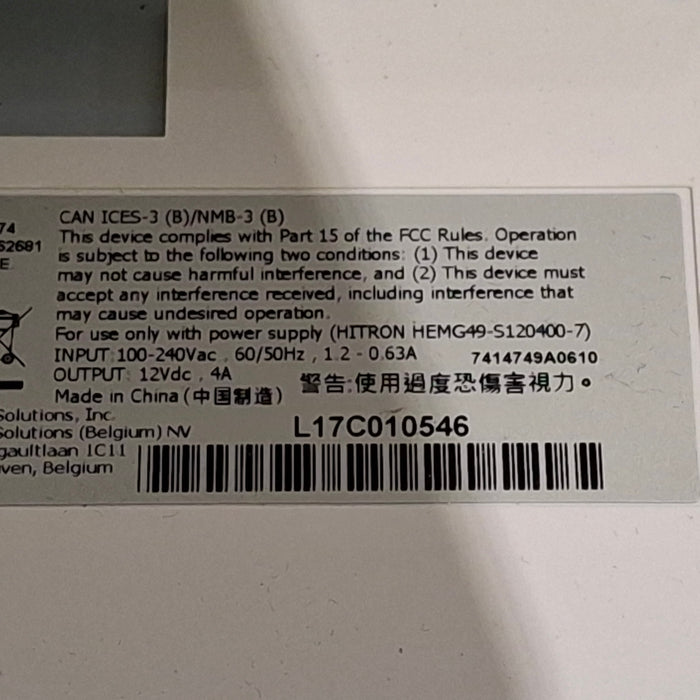 CAN ICES-3 (B)/NMB-3 (B)
74
This device complies with Part 15 of the FCC Rules. Operation
52681
is subject to the following two conditions: (1) This device
E
may not cause harmful interference, and (2) This device must
accept any interference received, including interference that
may cause undesired operation.
For use only with power supply (HITRON HEMG49-S120400-7)
INPUT: 100-240Vac , 60/50Hz , 1.2 - 0.63A
7414749A0610
OUTPUT: 12Vdc , 4A
警告:使用過度恐傷害視力。
Made in China (中国制造)
Solutions, Inc.
Solutions (Belgium) NV
L17C010546
gaultlaan IC11
ven, Belgium